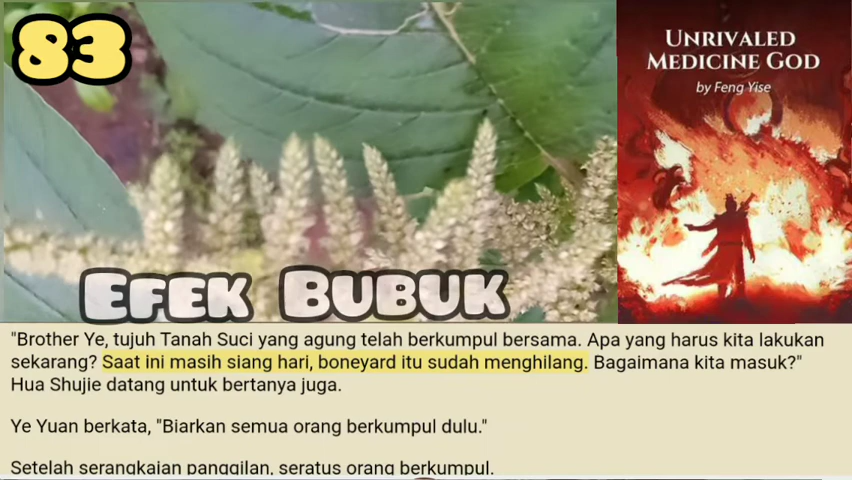 83
UNRIVALED
MEDICINE GOD
by Feng Yise
EFEK BUBUK
"Brother Ye, tujuh Tanah Suci yang agung telah berkumpul bersama. Apa yang harus kita lakukan
sekarang? Saat ini masih siang hari, boneyard itu sudah menghilang. Bagaimana kita masuk?"
Hua Shujie datang untuk bertanya juga.
Ye Yuan berkata, "Biarkan semua orang berkumpul dulu."
Setelah serangkaian panggilan, seratus orang berkumpul.